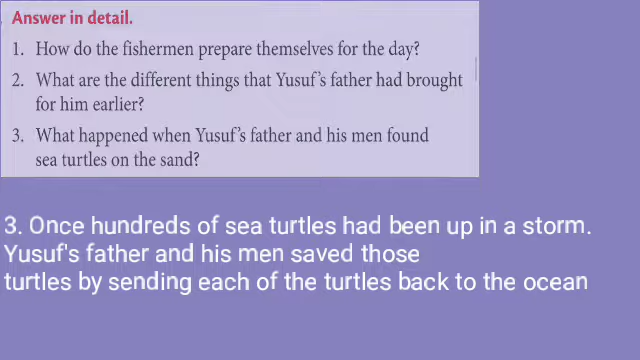 Answer in detail.
1. How do the fishermen prepare themselves for the day?
2. What are the different things that Yusuf's father had brought
for him earlier?
3. What happened when Yusuf's father and his men found
sea turtles on the sand?
3. Once hundreds of sea turtles had been up in a storm.
Yusuf's father and his men saved those
turtles by sending each of the turtles back to the ocean